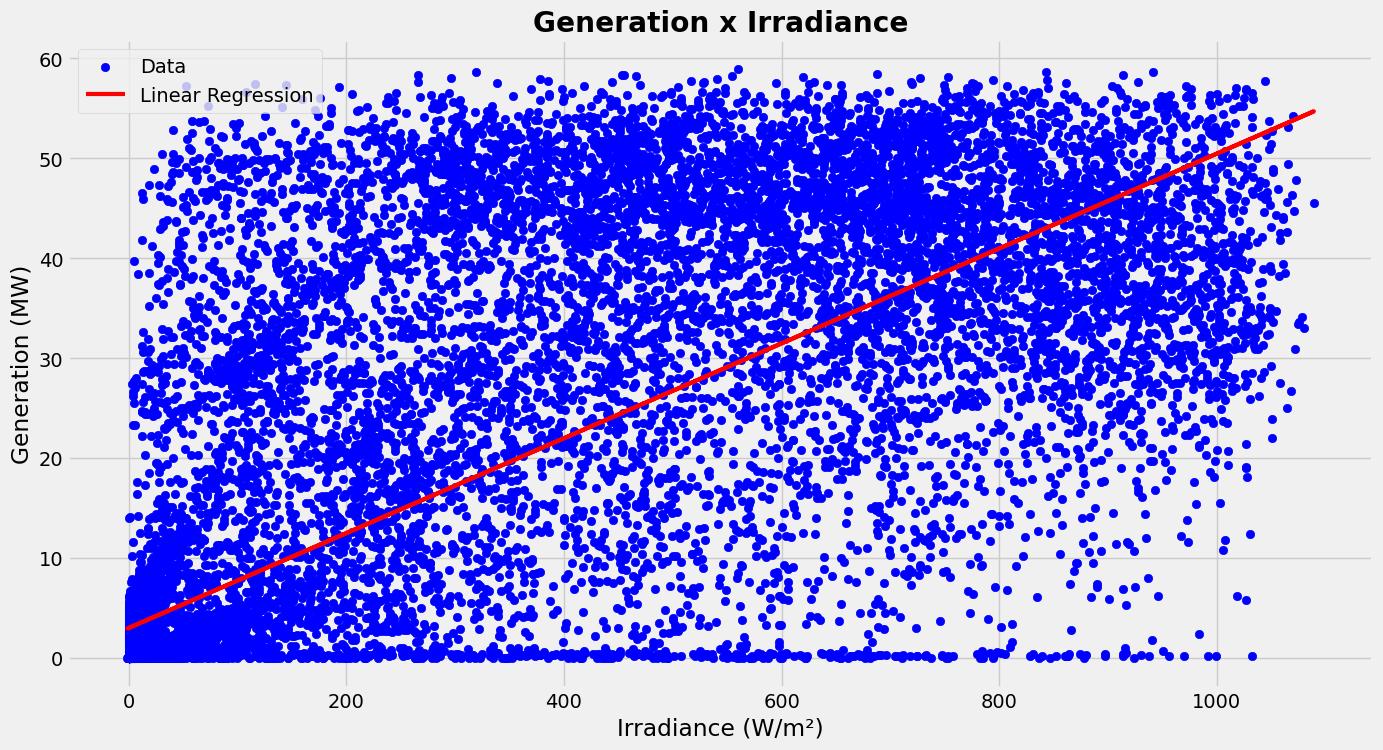 Generation x Irradiance
Data
Linear Regression
Generation (MW)
60
50
40
30
20
10
0
0 200 400 600 800 1000
Irradiance (W/m²)